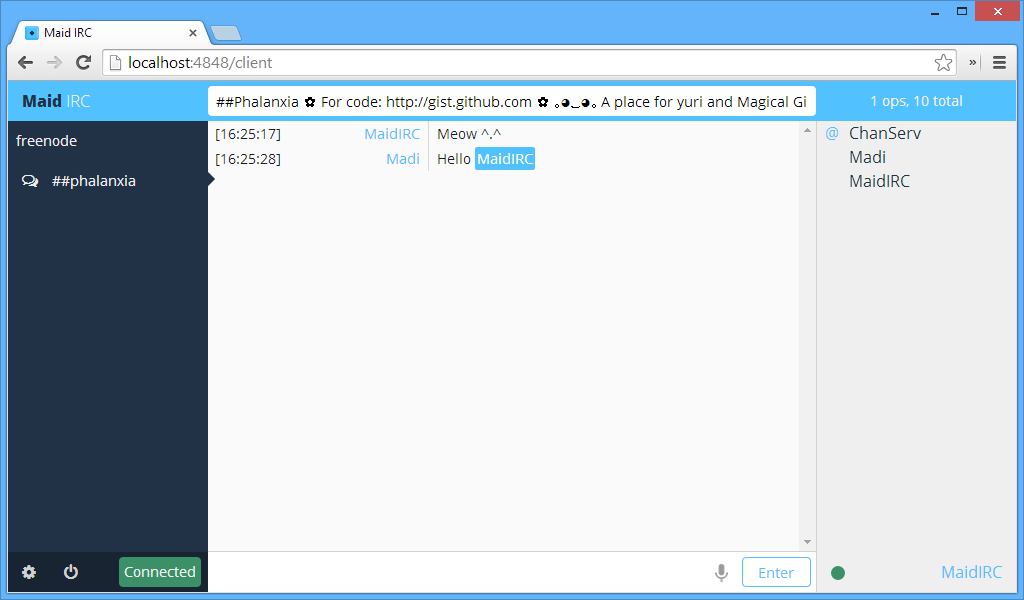 Maid IRC
localhost:4848/client
»
Maid IRC
##Phalanxia ✿ For code: http://gist.github.com ✿ ｡◕‿◕｡ A place for yuri and Magical Gi
1 ops, 10 total
freenode
##phalanxia
[16:25:17] MaidIRC Meow ^.^
[16:25:28] Madi Hello MaidIRC
@ ChanServ
Madi
MaidIRC
Connected
Enter
MaidIRC